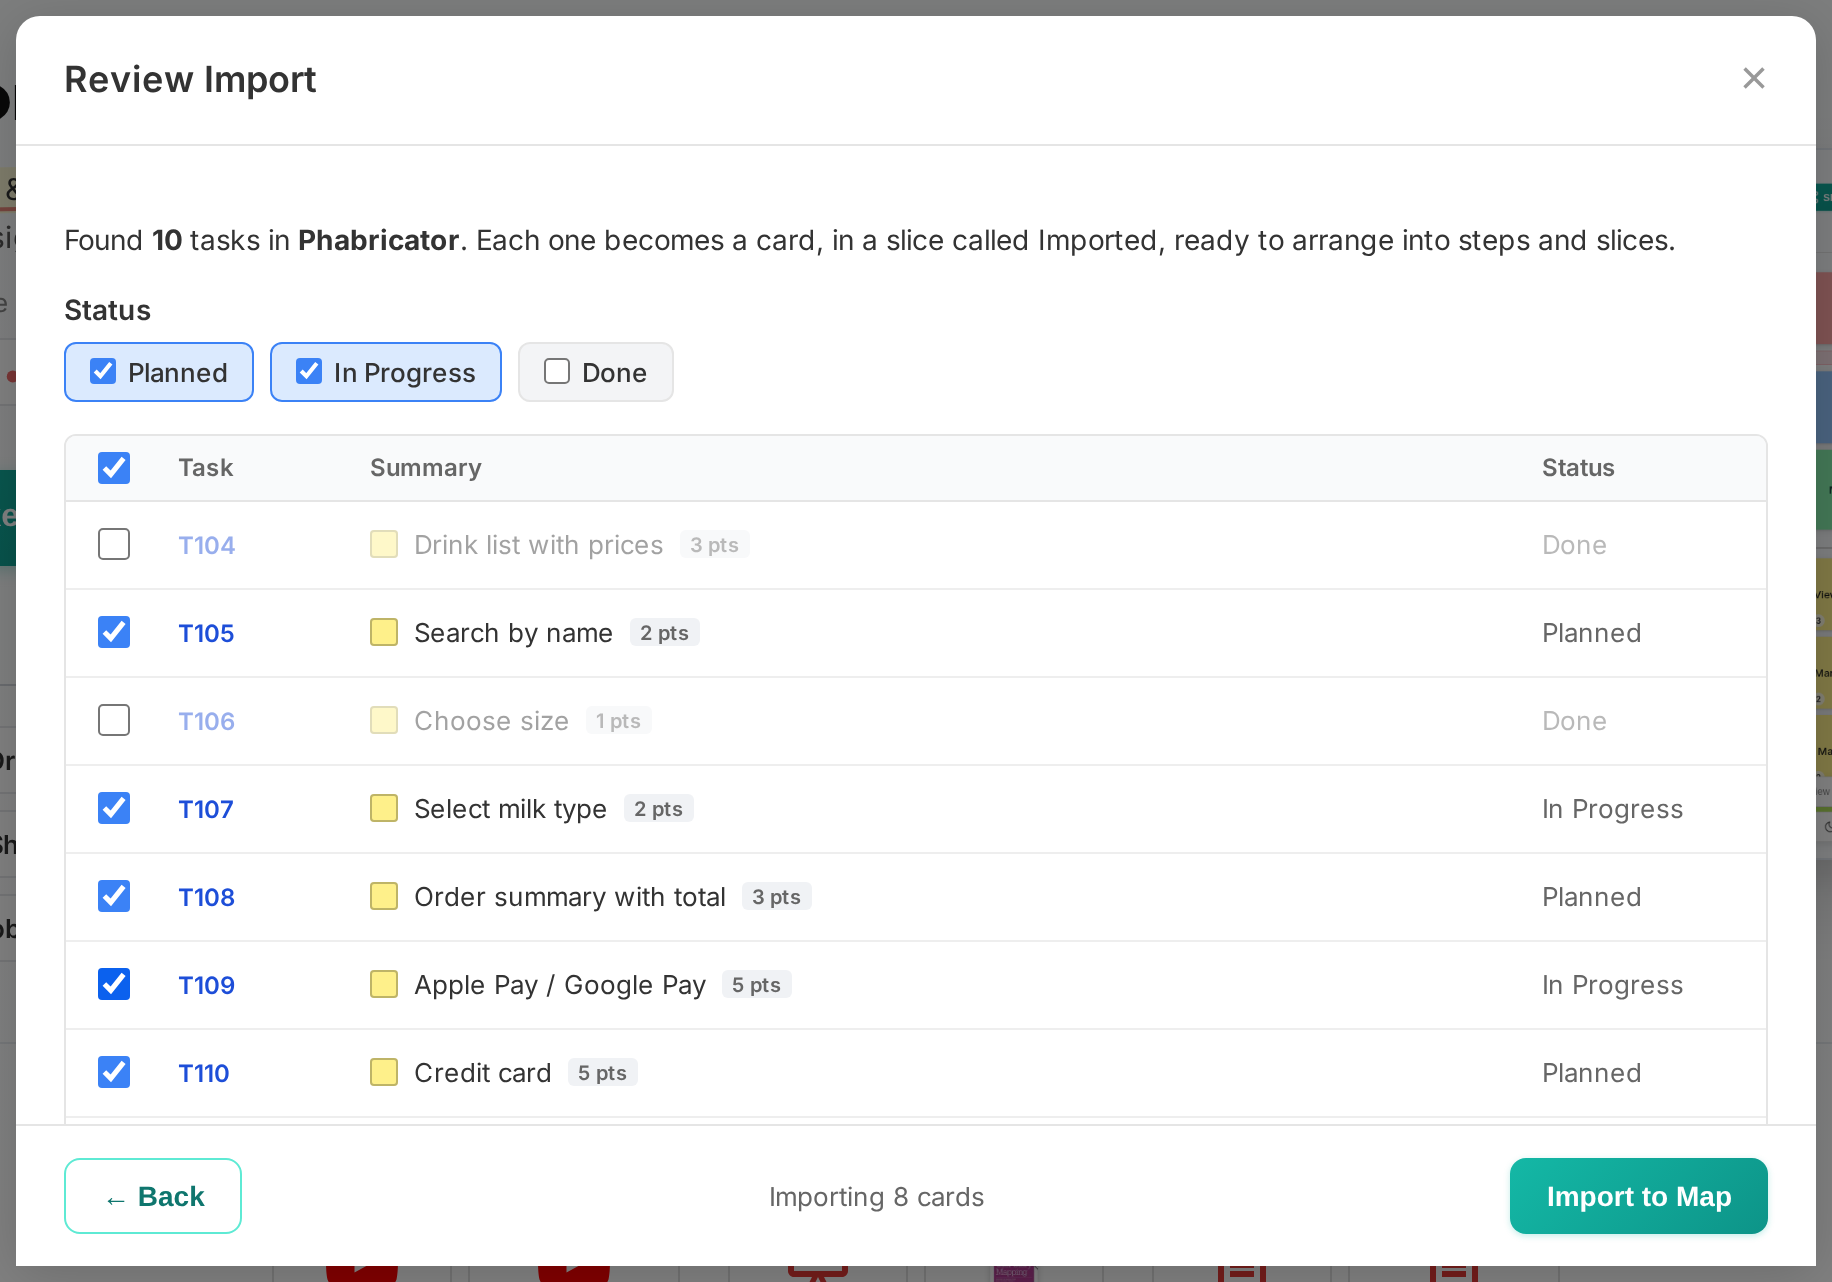 Review Import
Found 10 tasks in Phabricator. Each one becomes a card, in a slice called Imported, ready to arrange into steps and slices.
Status
Planned In Progress Done
Task Summary Status
T104 Drink list with prices 3 pts Done
T105 Search by name 2 pts Planned
T106 Choose size 1 pts Done
T107 Select milk type 2 pts In Progress
T108 Order summary with total 3 pts Planned
T109 Apple Pay / Google Pay 5 pts In Progress
T110 Credit card 5 pts Planned
← Back Importing 8 cards Import to Map